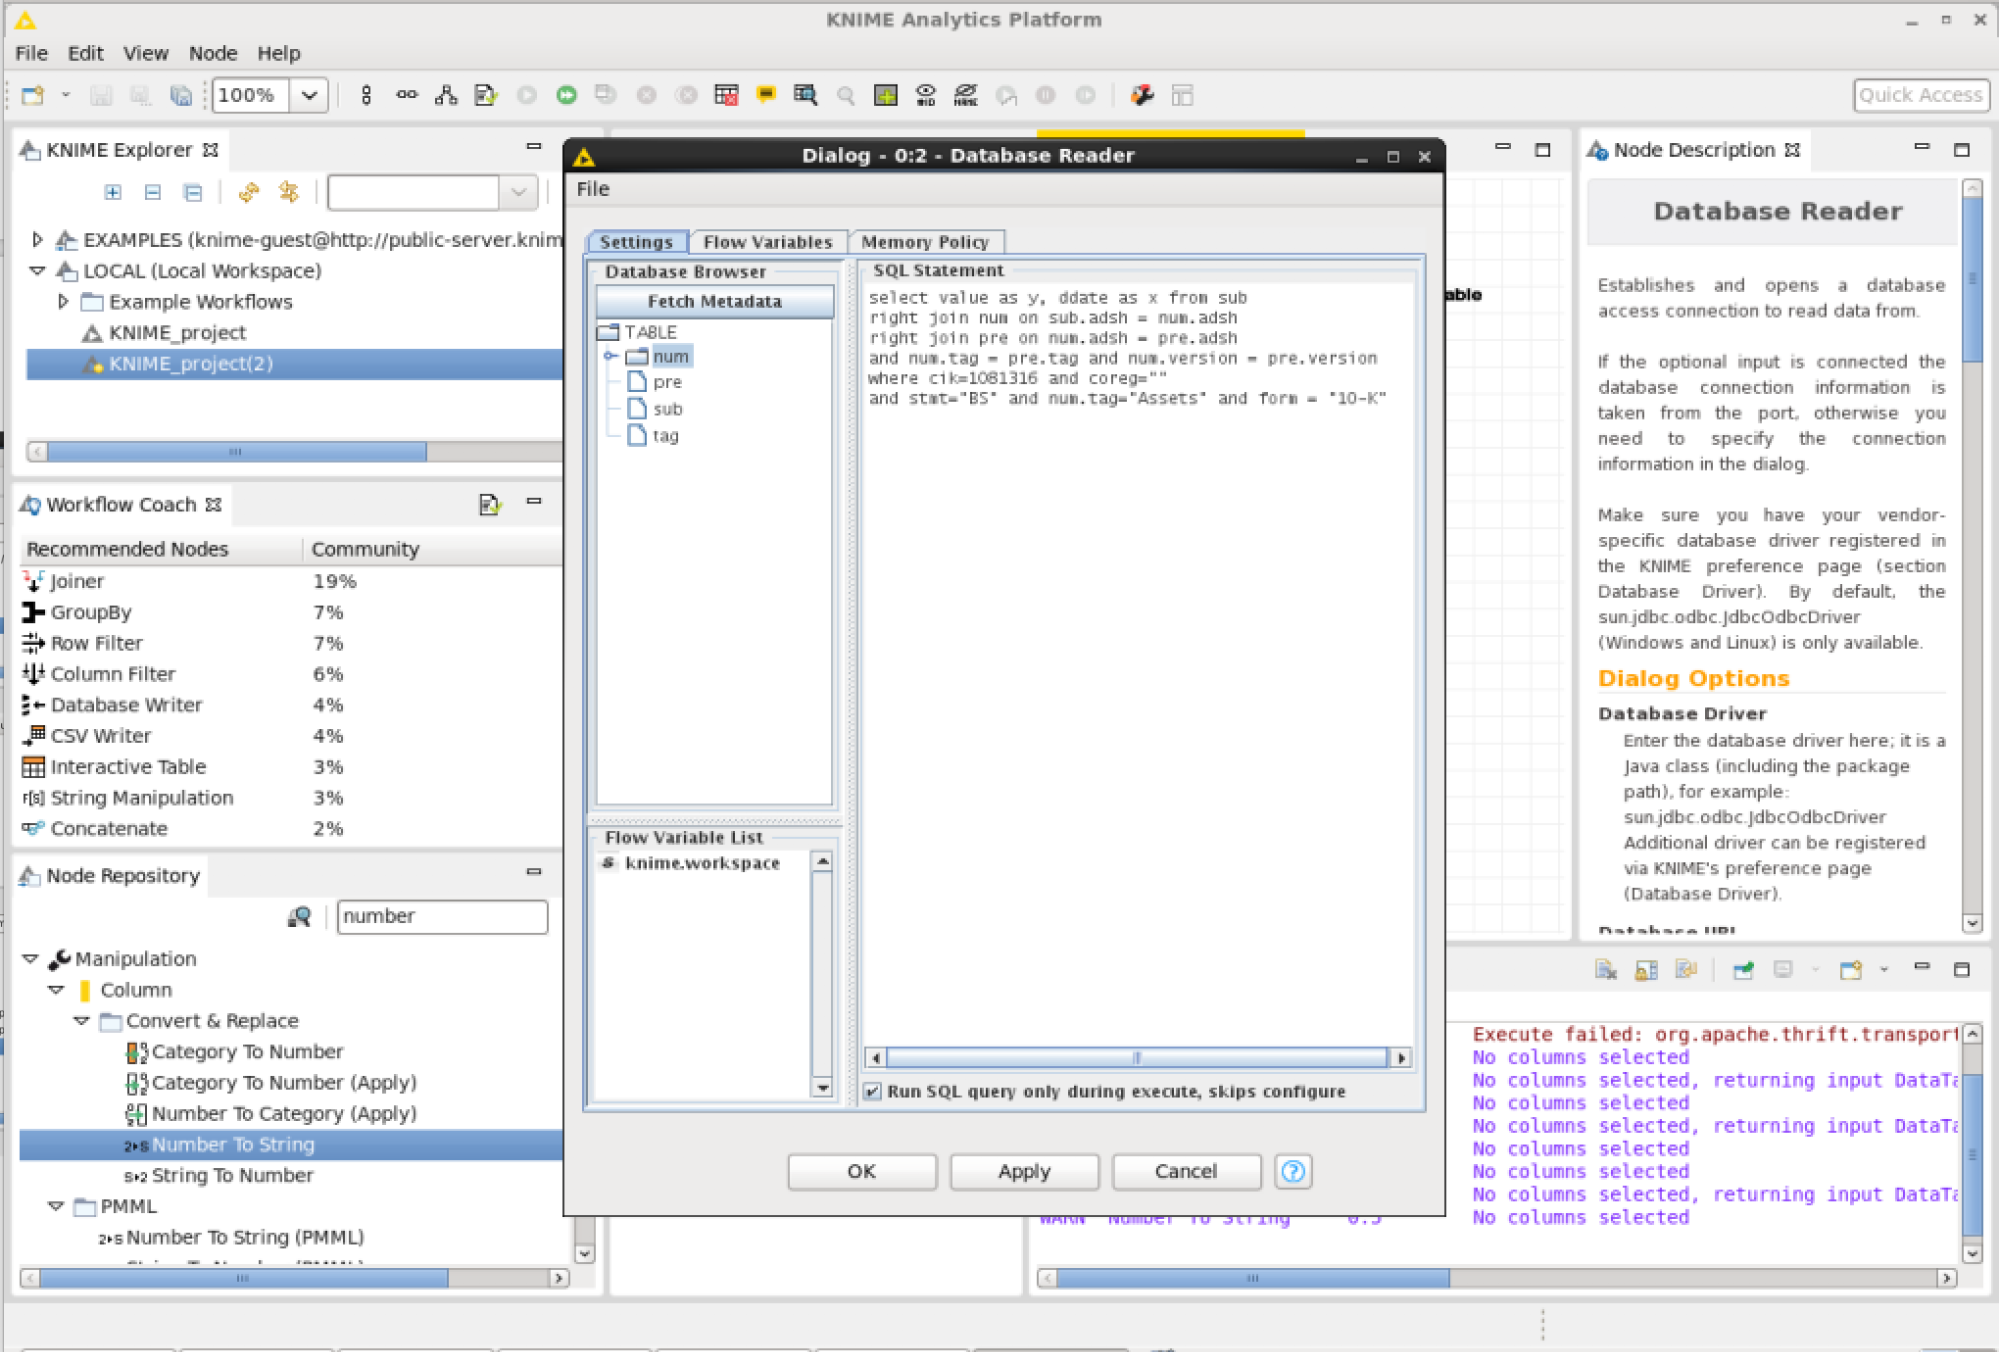 KNIME Analytics Platform
File Edit View Node Help
100%
Quick Access
KNIME Explorer
EXAMPLES (knime-guest@http://public-server.knim
LOCAL (Local Workspace)
Example Workflows
KNIME_project
KNIME_project(2)
Workflow Coach
Recommended Nodes Community
Joiner 19%
GroupBy 7%
Row Filter 7%
Column Filter 6%
Database Writer 4%
CSV Writer 4%
Interactive Table 3%
String Manipulation 3%
Concatenate 2%
Node Repository
number
Manipulation
Column
Convert & Replace
Category To Number
Category To Number (Apply)
Number To Category (Apply)
Number To String
String To Number
PMML
Number To String (PMML)
Dialog - 0:2 - Database Reader
File
Settings Flow Variables Memory Policy
Database Browser
Fetch Metadata
TABLE
num
pre
sub
tag
Flow Variable List
s knime.workspace
SQL Statement
select value as y, ddate as x from sub
right join num on sub.adsh = num.adsh
right join pre on num.adsh = pre.adsh
and num.tag = pre.tag and num.version = pre.version
where cik=1081316 and coreg=""
and stmt="BS" and num.tag="Assets" and form = "10-K"
Run SQL query only during execute, skips configure
OK Apply Cancel
able
Node Description
Database Reader
Establishes and opens a database
access connection to read data from.
If the optional input is connected the
database connection information is
taken from the port, otherwise you
need to specify the connection
information in the dialog.
Make sure you have your vendor-
specific database driver registered in
the KNIME preference page (section
Database Driver). By default, the
sun.jdbc.odbc.JdbcOdbcDriver
(Windows and Linux) is only available.
Dialog Options
Database Driver
Enter the database driver here; it is a
Java class (including the package
path), for example:
sun.jdbc.odbc.JdbcOdbcDriver
Additional driver can be registered
via KNIME's preference page
(Database Driver).
Database URL
Execute failed: org.apache.thrift.transport
No columns selected
No columns selected, returning input DataTa
No columns selected
No columns selected, returning input DataTa
No columns selected
No columns selected
No columns selected, returning input DataTa
WARN Number To String 0:5 No columns selected